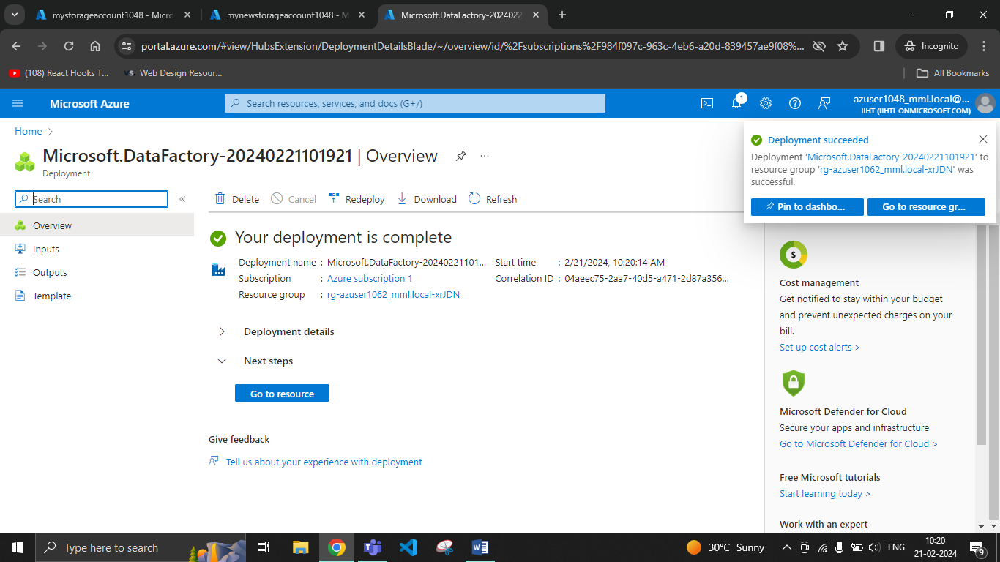 mystorageaccount1048 - Micro
mynewstorageaccount1048 - M
Microsoft.DataFactory-2024022
portal.azure.com/#view/HubsExtension/DeploymentDetailsBlade/~/overview/id/%2Fsubscriptions%2F984f097c-963c-4eb6-a20d-839457ae9f08%...
Incognito
(108) React Hooks T...
VS Web Design Resour...
All Bookmarks
Microsoft Azure
Search resources, services, and docs (G+/)
1
azuser1048_mml.local@...
IIHT (IIHTL.ONMICROSOFT.COM)
Home
Microsoft.DataFactory-20240221101921 | Overview
...
Deployment
Deployment succeeded
Deployment 'Microsoft.DataFactory-20240221101921' to
resource group 'rg-azuser1062_mml.local-xrJDN' was
successful.
Pin to dashbo...
Go to resource gr...
Search
Overview
Inputs
Outputs
Template
Delete
Cancel
Redeploy
Download
Refresh
Your deployment is complete
Deployment name : Microsoft.DataFactory-20240221101...
Subscription : Azure subscription 1
Resource group : rg-azuser1062_mml.local-xrJDN
Start time : 2/21/2024, 10:20:14 AM
Correlation ID : 04aeec75-2aa7-40d5-a471-2d87a356...
Deployment details
Next steps
Go to resource
Give feedback
Tell us about your experience with deployment
$
Cost management
Get notified to stay within your budget
and prevent unexpected charges on your
bill.
Set up cost alerts >
Microsoft Defender for Cloud
Secure your apps and infrastructure
Go to Microsoft Defender for Cloud >
Free Microsoft tutorials
Start learning today >
Work with an expert
Type here to search
30°C Sunny
ENG
10:20
21-02-2024
9